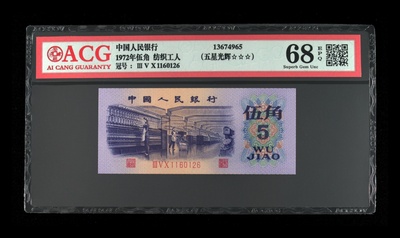 ACG
AI CANG GUARANTY
中国人民银行
1972年伍角 纺织工人
冠号：ⅢⅤⅩ1160126
13674965
(五星光辉☆☆☆)
68 EPQ
Superb Gem Unc
中国人民银行
伍角
5
WU
JIAO
ⅢⅤⅩ1160126